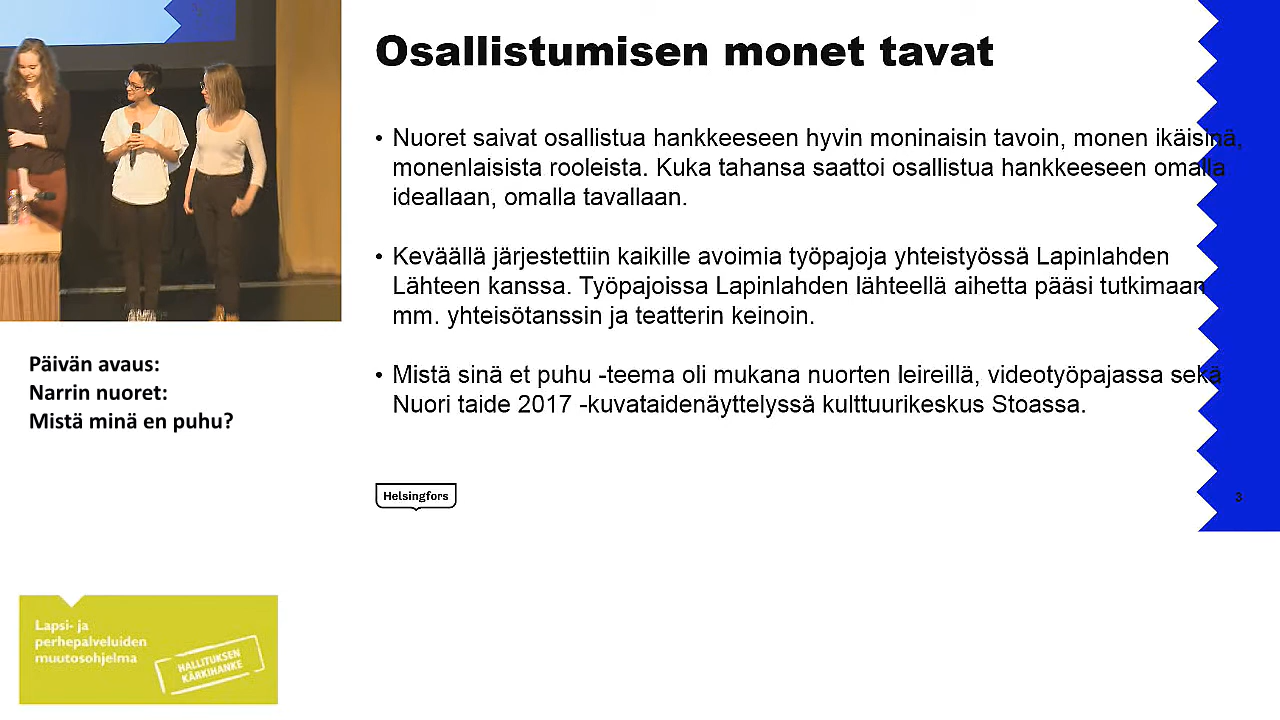 Osallistumisen monet tavat
• Nuoret saivat osallistua hankkeeseen hyvin moninaisin tavoin, monen ikäisinä,
monenlaisista rooleista. Kuka tahansa saattoi osallistua hankkeeseen omalla
ideallaan, omalla tavallaan.
• Keväällä järjestettiin kaikille avoimia työpajoja yhteistyössä Lapinlahden
Lähteen kanssa. Työpajoissa Lapinlahden lähteellä aihetta pääsi tutkimaan
mm. yhteisötanssin ja teatterin keinoin.
• Mistä sinä et puhu -teema oli mukana nuorten leireillä, videotyöpajassa sekä
Nuori taide 2017 -kuvataidenäyttelyssä kulttuurikeskus Stoassa.
Helsingfors
3
Päivän avaus:
Narrin nuoret:
Mistä minä en puhu?
Lapsi- ja
perhepalveluiden
muutosohjelma
HALLITUKSEN
KÄRKIHANKE